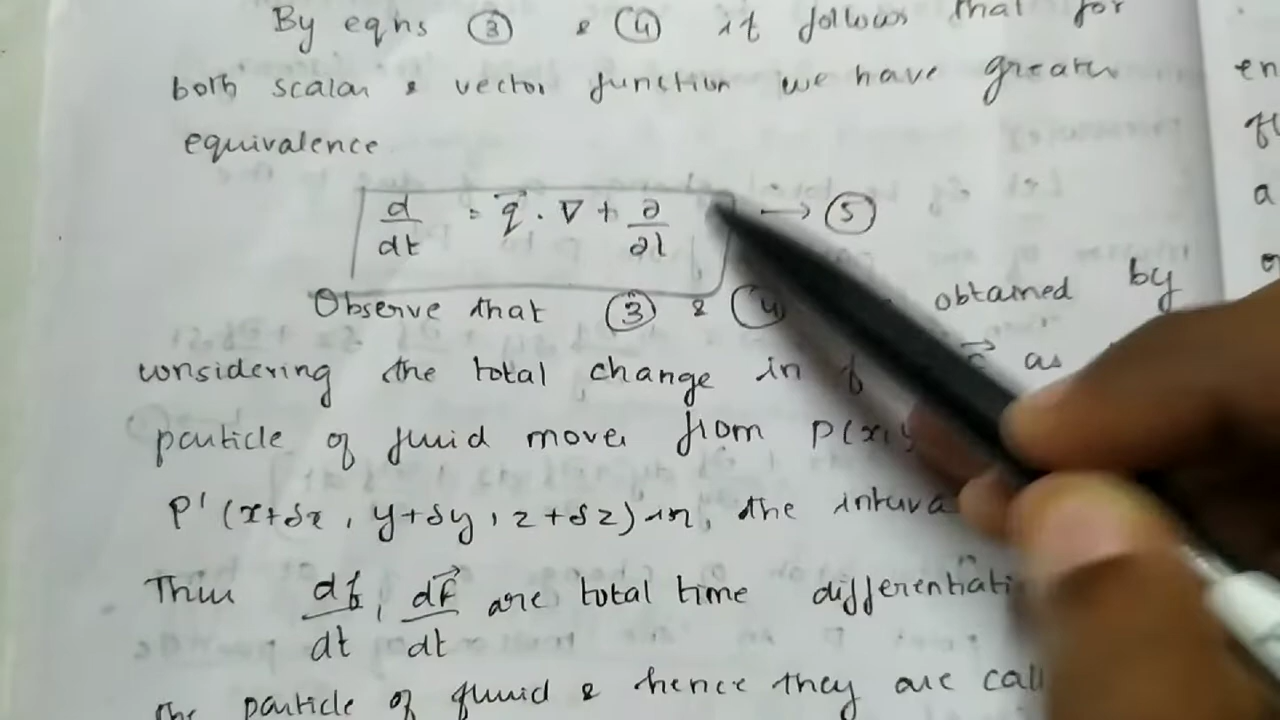 By eqns ③ & ④ it follows that for
both scalar & vector function we have greater
equivalence
d/dt = q⃗ . ∇ + ∂/∂t → ⑤
Observe that ③ & ④ obtained by
considering the total change in f as
particle of fluid moves from P(x, y
P' (x+δx, y+δy, z+δz) in, the interva
Thus df/dt, dF⃗/dt are total time differentiati
the particle of fluid & hence they are call
en
fl
a